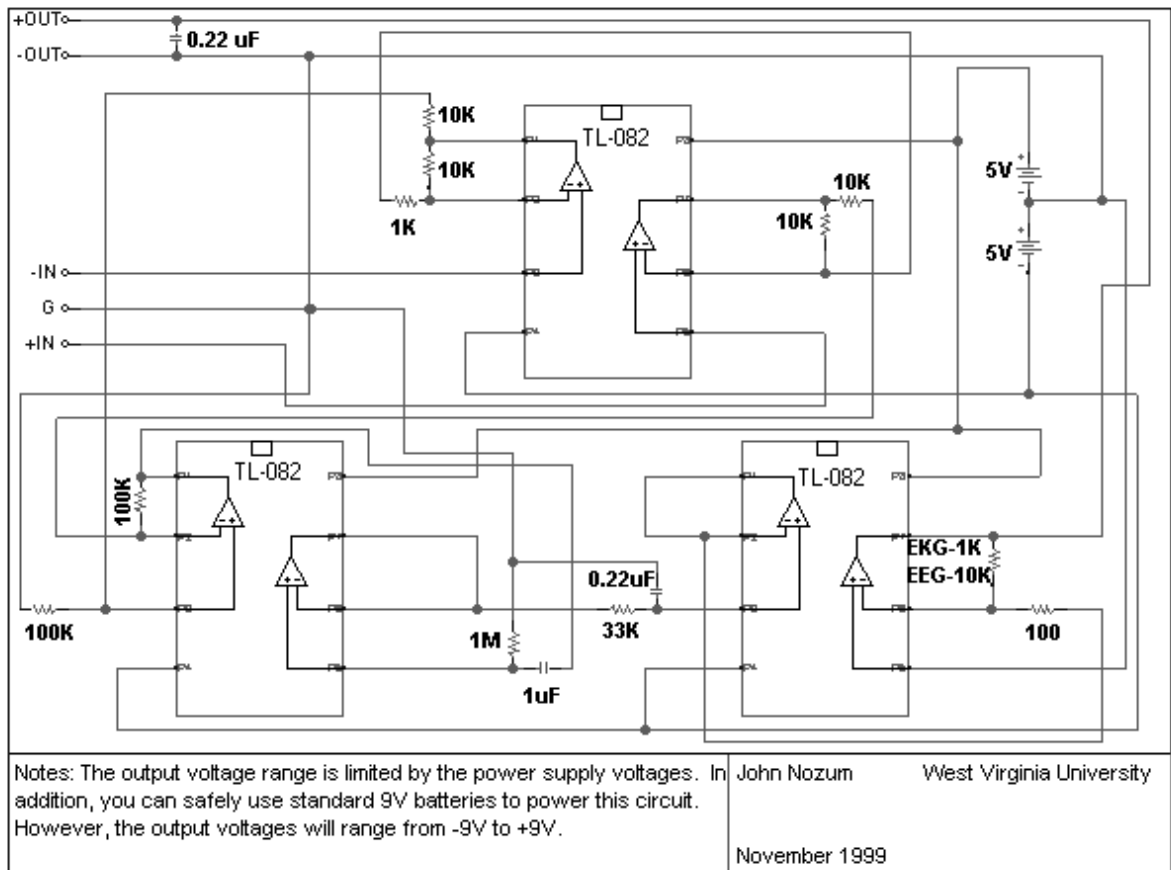 +OUT
0.22 uF
-OUT
10K
TL-082
10K
5V
10K
1K
10K
5V
-IN
G
+IN
TL-082
TL-082
100K
EKG-1K
0.22uF
EEG-10K
100K
1M
33K
100
1uF
Notes: The output voltage range is limited by the power supply voltages. In
addition, you can safely use standard 9V batteries to power this circuit.
However, the output voltages will range from -9V to +9V.
John Nozum West Virginia University
November 1999